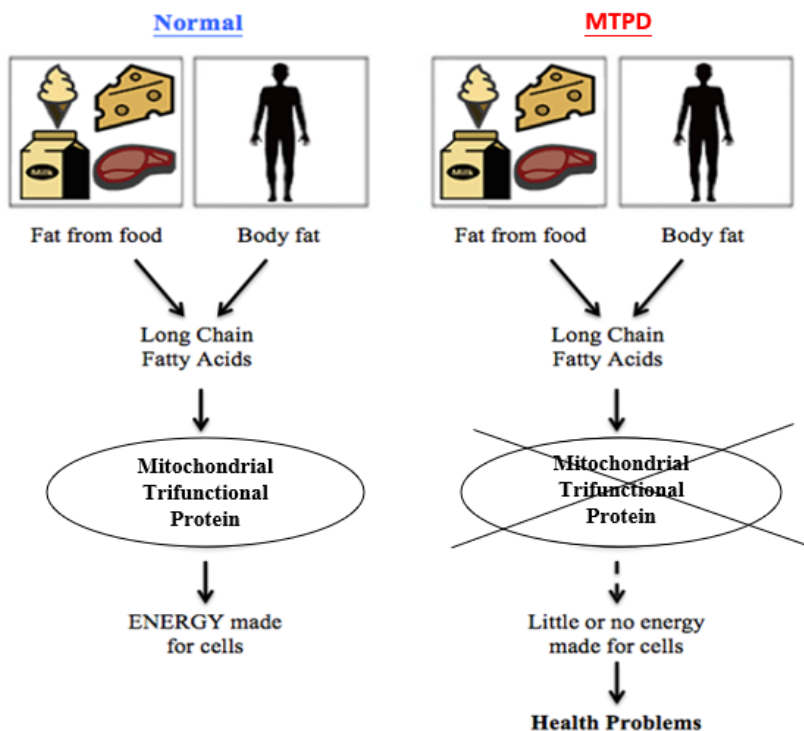 Normal
Milk
Fat from food
Body fat
Long Chain
Fatty Acids
Mitochondrial
Trifunctional
Protein
ENERGY made
for cells
MTPD
Milk
Fat from food
Body fat
Long Chain
Fatty Acids
Mitochondrial
Trifunctional
Protein
Little or no energy
made for cells
Health Problems